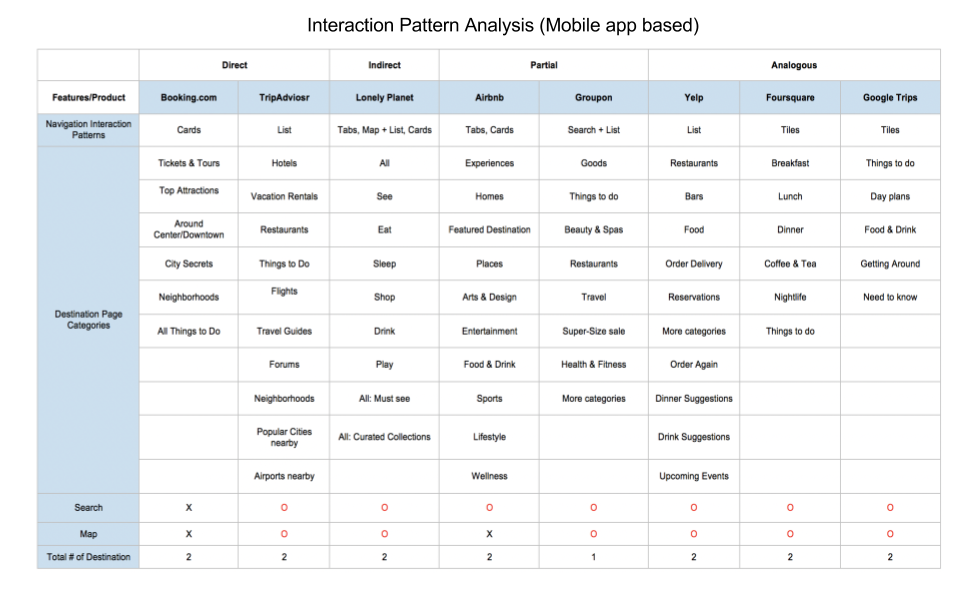 Interaction Pattern Analysis (Mobile app based)
Direct Indirect Partial Analogous
Features/Product Booking.com TripAdviosr Lonely Planet Airbnb Groupon Yelp Foursquare Google Trips
Navigation Interaction
Patterns
Cards List Tabs, Map + List, Cards Tabs, Cards Search + List List Tiles Tiles
Destination Page
Categories
Tickets & Tours Hotels All Experiences Goods Restaurants Breakfast Things to do
Top Attractions Vacation Rentals See Homes Things to do Bars Lunch Day plans
Around
Center/Downtown
Restaurants Eat Featured Destination Beauty & Spas Food Dinner Food & Drink
City Secrets Things to Do Sleep Places Restaurants Order Delivery Coffee & Tea Getting Around
Neighborhoods Flights Shop Arts & Design Travel Reservations Nightlife Need to know
All Things to Do Travel Guides Drink Entertainment Super-Size sale More categories Things to do
Forums Play Food & Drink Health & Fitness Order Again
Neighborhoods All: Must see Sports More categories Dinner Suggestions
Popular Cities
nearby
All: Curated Collections Lifestyle Drink Suggestions
Airports nearby Wellness Upcoming Events
Search X O O O O O O O
Map X O O X O O O O
Total # of Destination 2 2 2 2 1 2 2 2